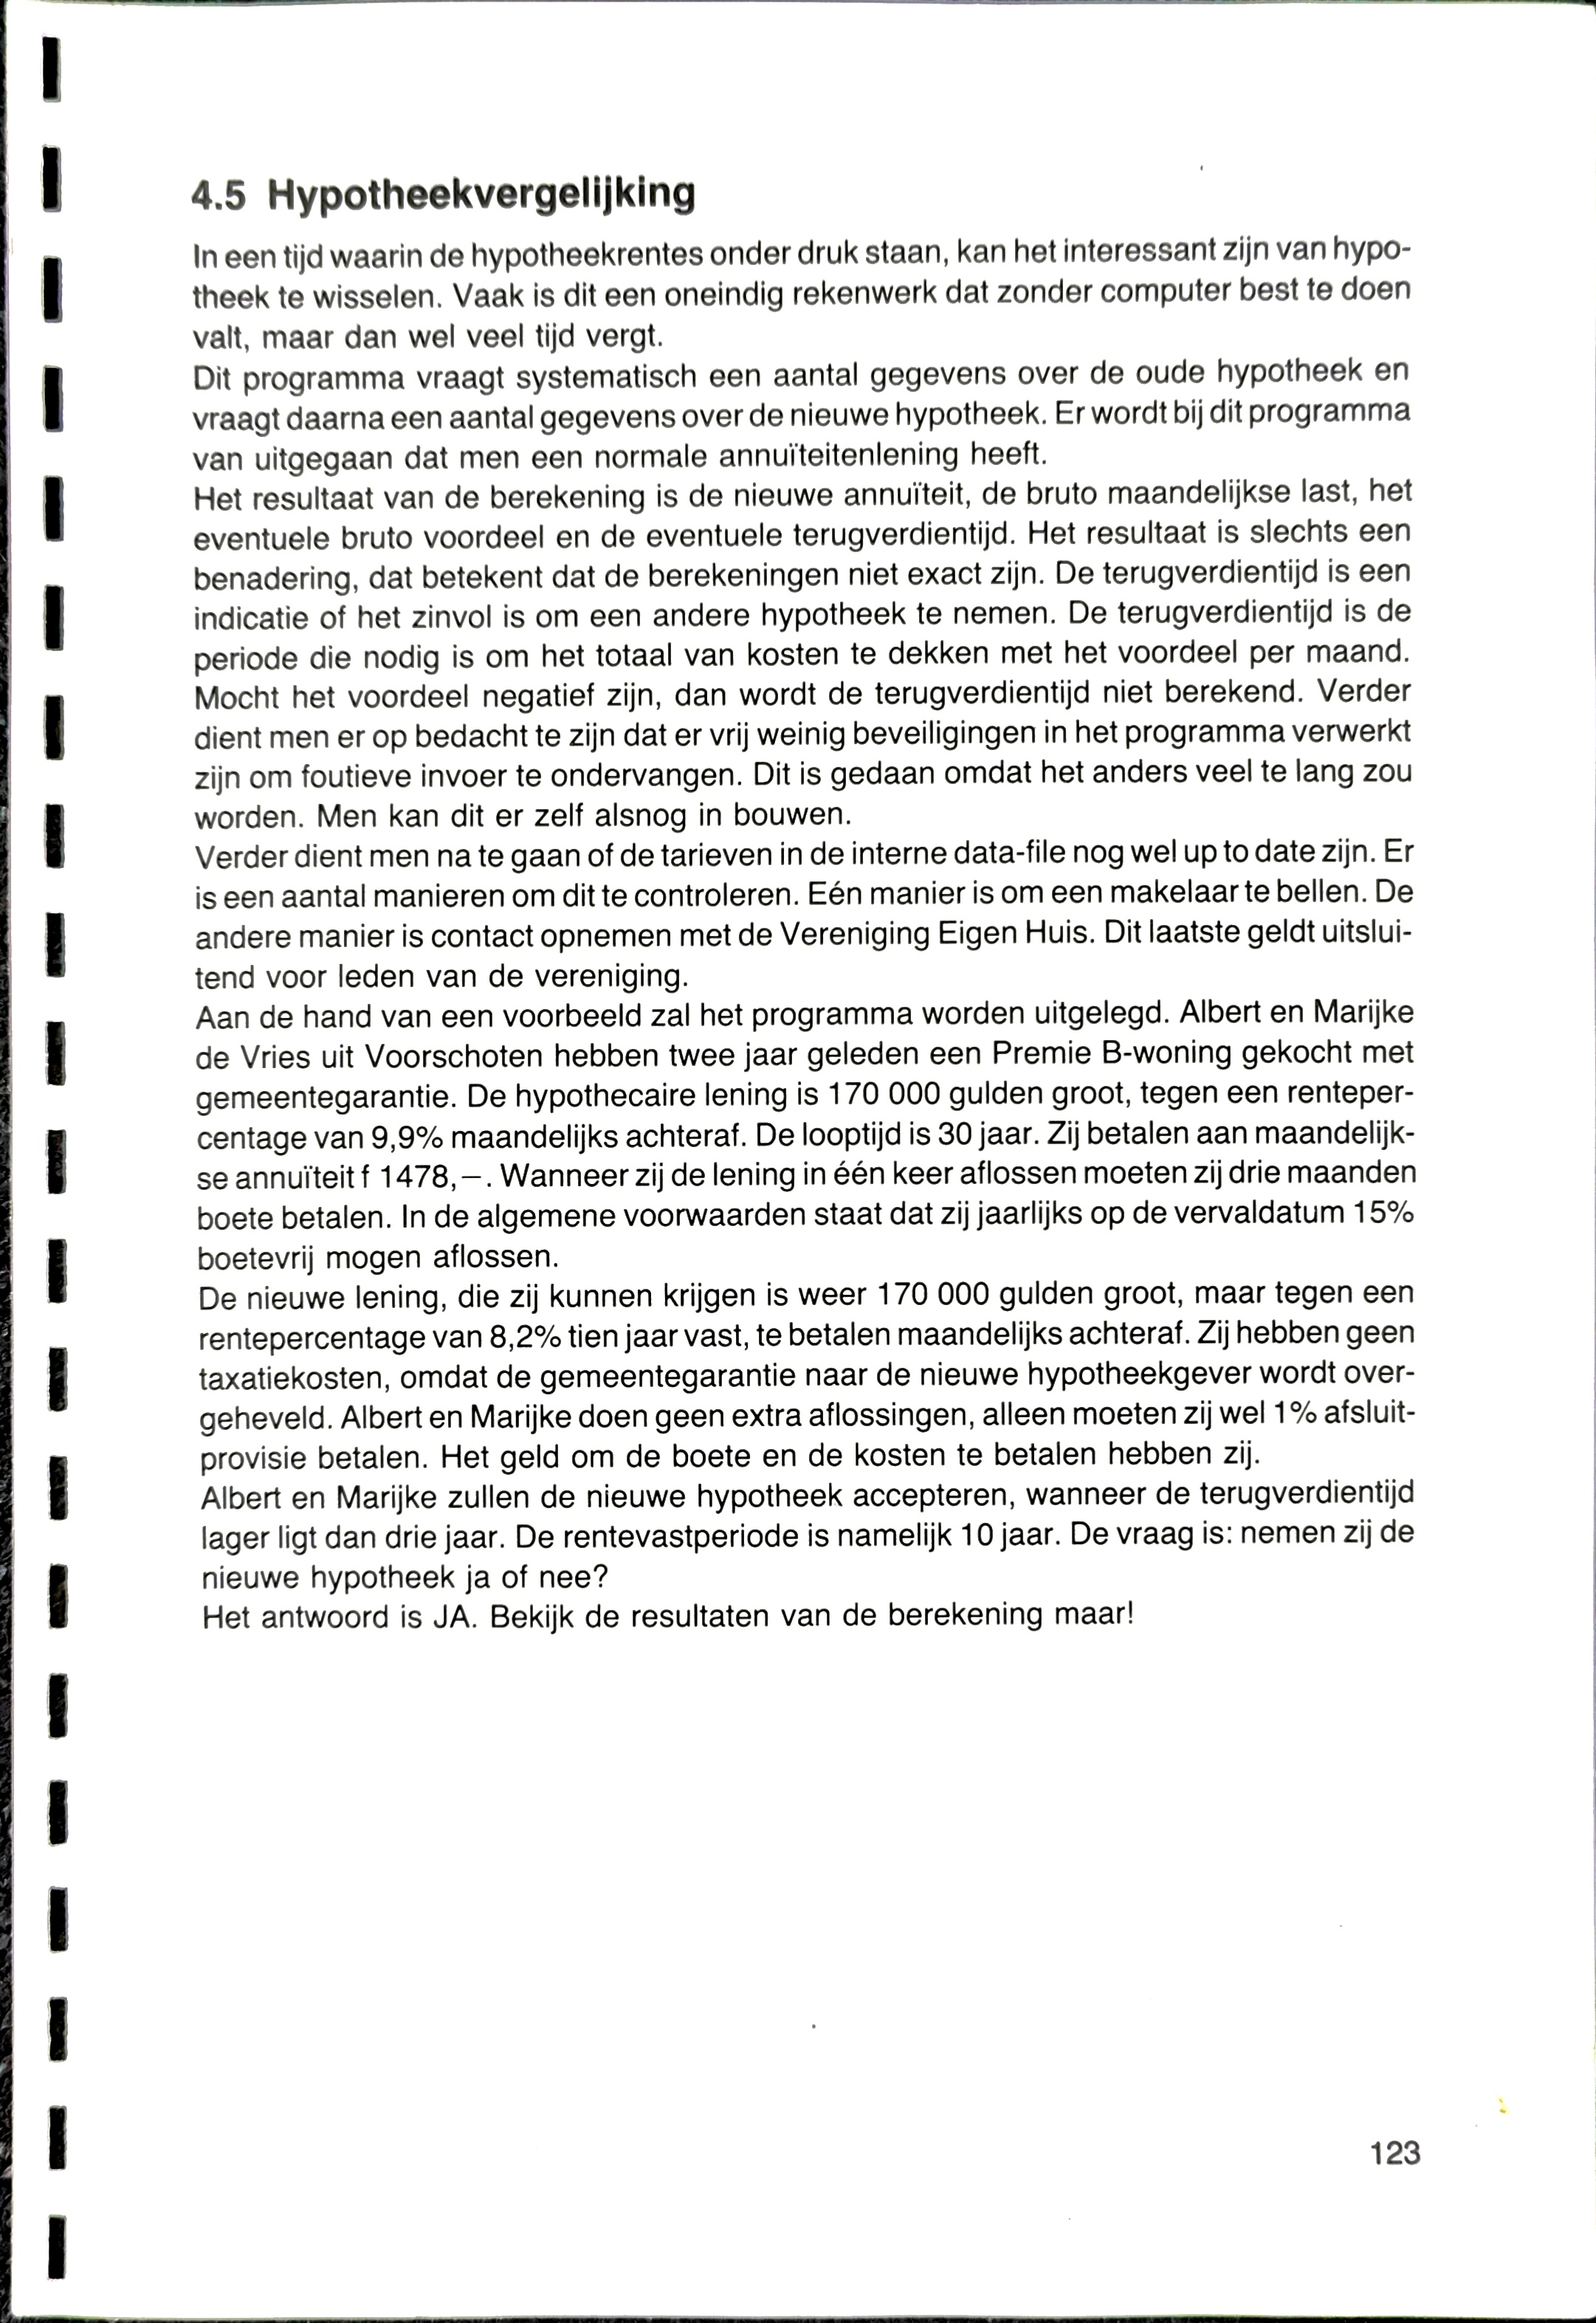 4.5 Hypotheekvergelijking
In een tijd waarin de hypotheekrentes onder druk staan, kan het interessant zijn van hypo-
theek te wisselen. Vaak is dit een oneindig rekenwerk dat zonder computer best te doen
valt, maar dan wel veel tijd vergt.
Dit programma vraagt systematisch een aantal gegevens over de oude hypotheek en
vraagt daarna een aantal gegevens over de nieuwe hypotheek. Er wordt bij dit programma
van uitgegaan dat men een normale annuïteitenlening heeft.
Het resultaat van de berekening is de nieuwe annuïteit, de bruto maandelijkse last, het
eventuele bruto voordeel en de eventuele terugverdientijd. Het resultaat is slechts een
benadering, dat betekent dat de berekeningen niet exact zijn. De terugverdientijd is een
indicatie of het zinvol is om een andere hypotheek te nemen. De terugverdientijd is de
periode die nodig is om het totaal van kosten te dekken met het voordeel per maand.
Mocht het voordeel negatief zijn, dan wordt de terugverdientijd niet berekend. Verder
dient men er op bedacht te zijn dat er vrij weinig beveiligingen in het programma verwerkt
zijn om foutieve invoer te ondervangen. Dit is gedaan omdat het anders veel te lang zou
worden. Men kan dit er zelf alsnog in bouwen.
Verder dient men na te gaan of de tarieven in de interne data-file nog wel up to date zijn. Er
is een aantal manieren om dit te controleren. Eén manier is om een makelaar te bellen. De
andere manier is contact opnemen met de Vereniging Eigen Huis. Dit laatste geldt uitslui-
tend voor leden van de vereniging.
Aan de hand van een voorbeeld zal het programma worden uitgelegd. Albert en Marijke
de Vries uit Voorschoten hebben twee jaar geleden een Premie B-woning gekocht met
gemeentegarantie. De hypothecaire lening is 170 000 gulden groot, tegen een renteper-
centage van 9,9% maandelijks achteraf. De looptijd is 30 jaar. Zij betalen aan maandelijk-
se annuïteit f 1478,–. Wanneer zij de lening in één keer aflossen moeten zij drie maanden
boete betalen. In de algemene voorwaarden staat dat zij jaarlijks op de vervaldatum 15%
boetevrij mogen aflossen.
De nieuwe lening, die zij kunnen krijgen is weer 170 000 gulden groot, maar tegen een
rentepercentage van 8,2% tien jaar vast, te betalen maandelijks achteraf. Zij hebben geen
taxatiekosten, omdat de gemeentegarantie naar de nieuwe hypotheekgever wordt over-
geheveld. Albert en Marijke doen geen extra aflossingen, alleen moeten zij wel 1% afsluit-
provisie betalen. Het geld om de boete en de kosten te betalen hebben zij.
Albert en Marijke zullen de nieuwe hypotheek accepteren, wanneer de terugverdientijd
lager ligt dan drie jaar. De rentevastperiode is namelijk 10 jaar. De vraag is: nemen zij de
nieuwe hypotheek ja of nee?
Het antwoord is JA. Bekijk de resultaten van de berekening maar!
123